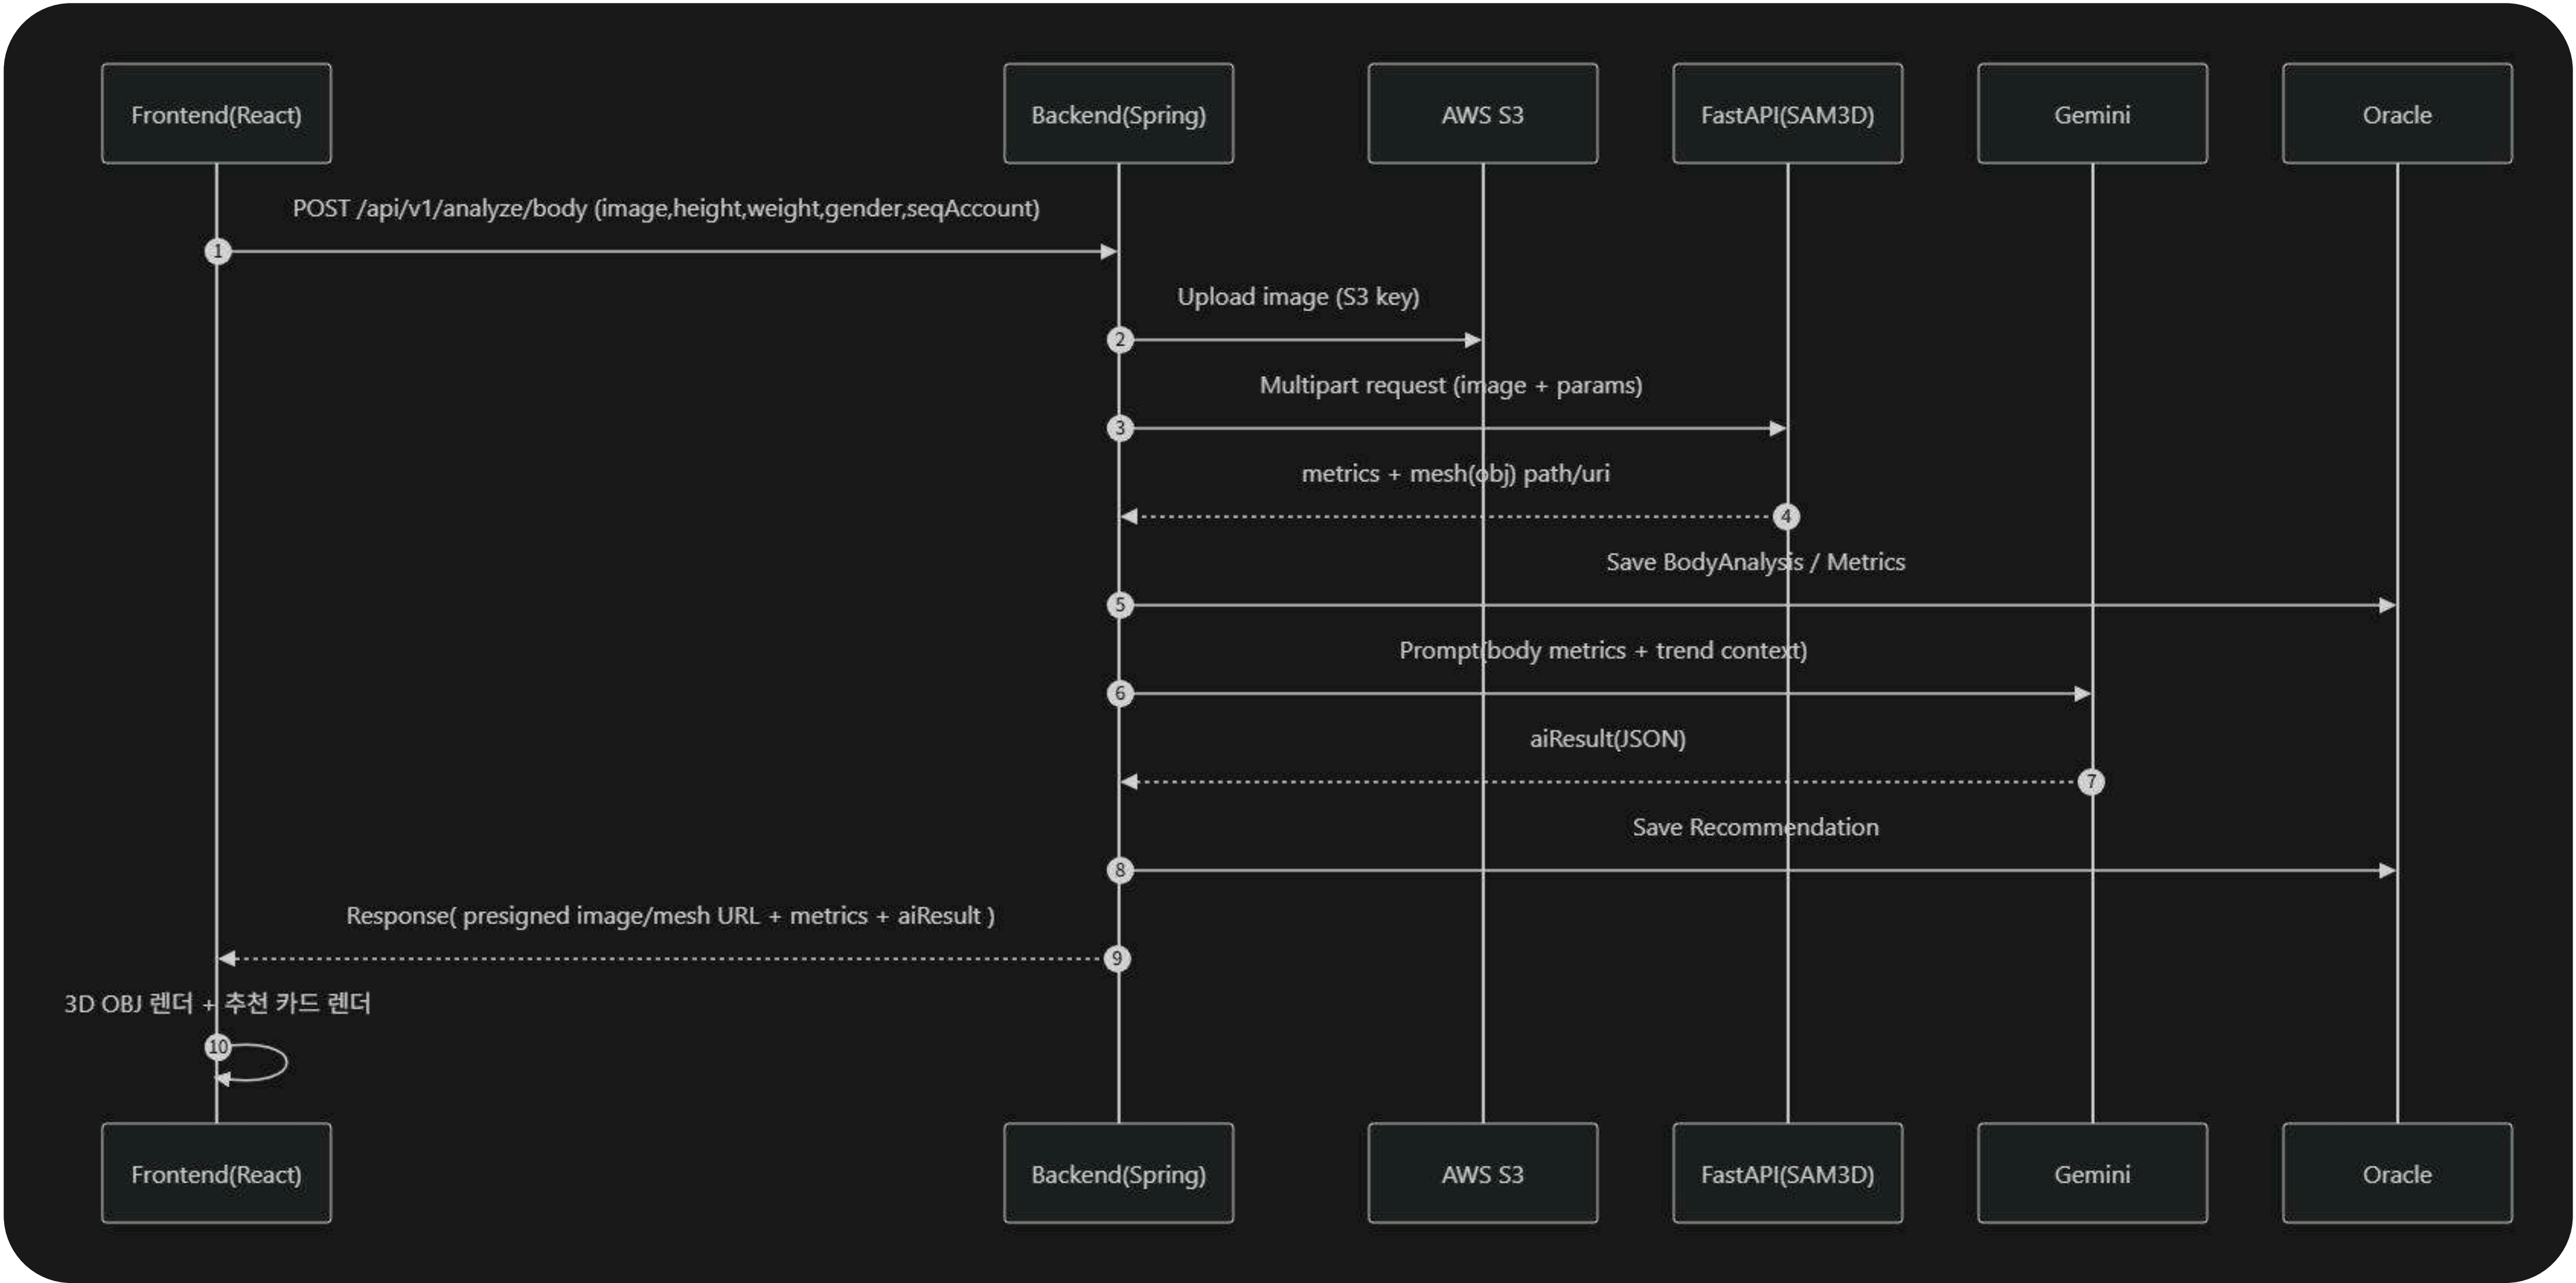 Frontend(React)
Backend(Spring)
AWS S3
FastAPI(SAM3D)
Gemini
Oracle
POST /api/v1/analyze/body (image,height,weight,gender,seqAccount)
1
Upload image (S3 key)
2
Multipart request (image + params)
3
metrics + mesh(obj) path/uri
4
Save BodyAnalysis / Metrics
5
Prompt(body metrics + trend context)
6
aiResult(JSON)
7
Save Recommendation
8
Response( presigned image/mesh URL + metrics + aiResult )
9
3D OBJ 렌더 + 추천 카드 렌더
10
Frontend(React)
Backend(Spring)
AWS S3
FastAPI(SAM3D)
Gemini
Oracle